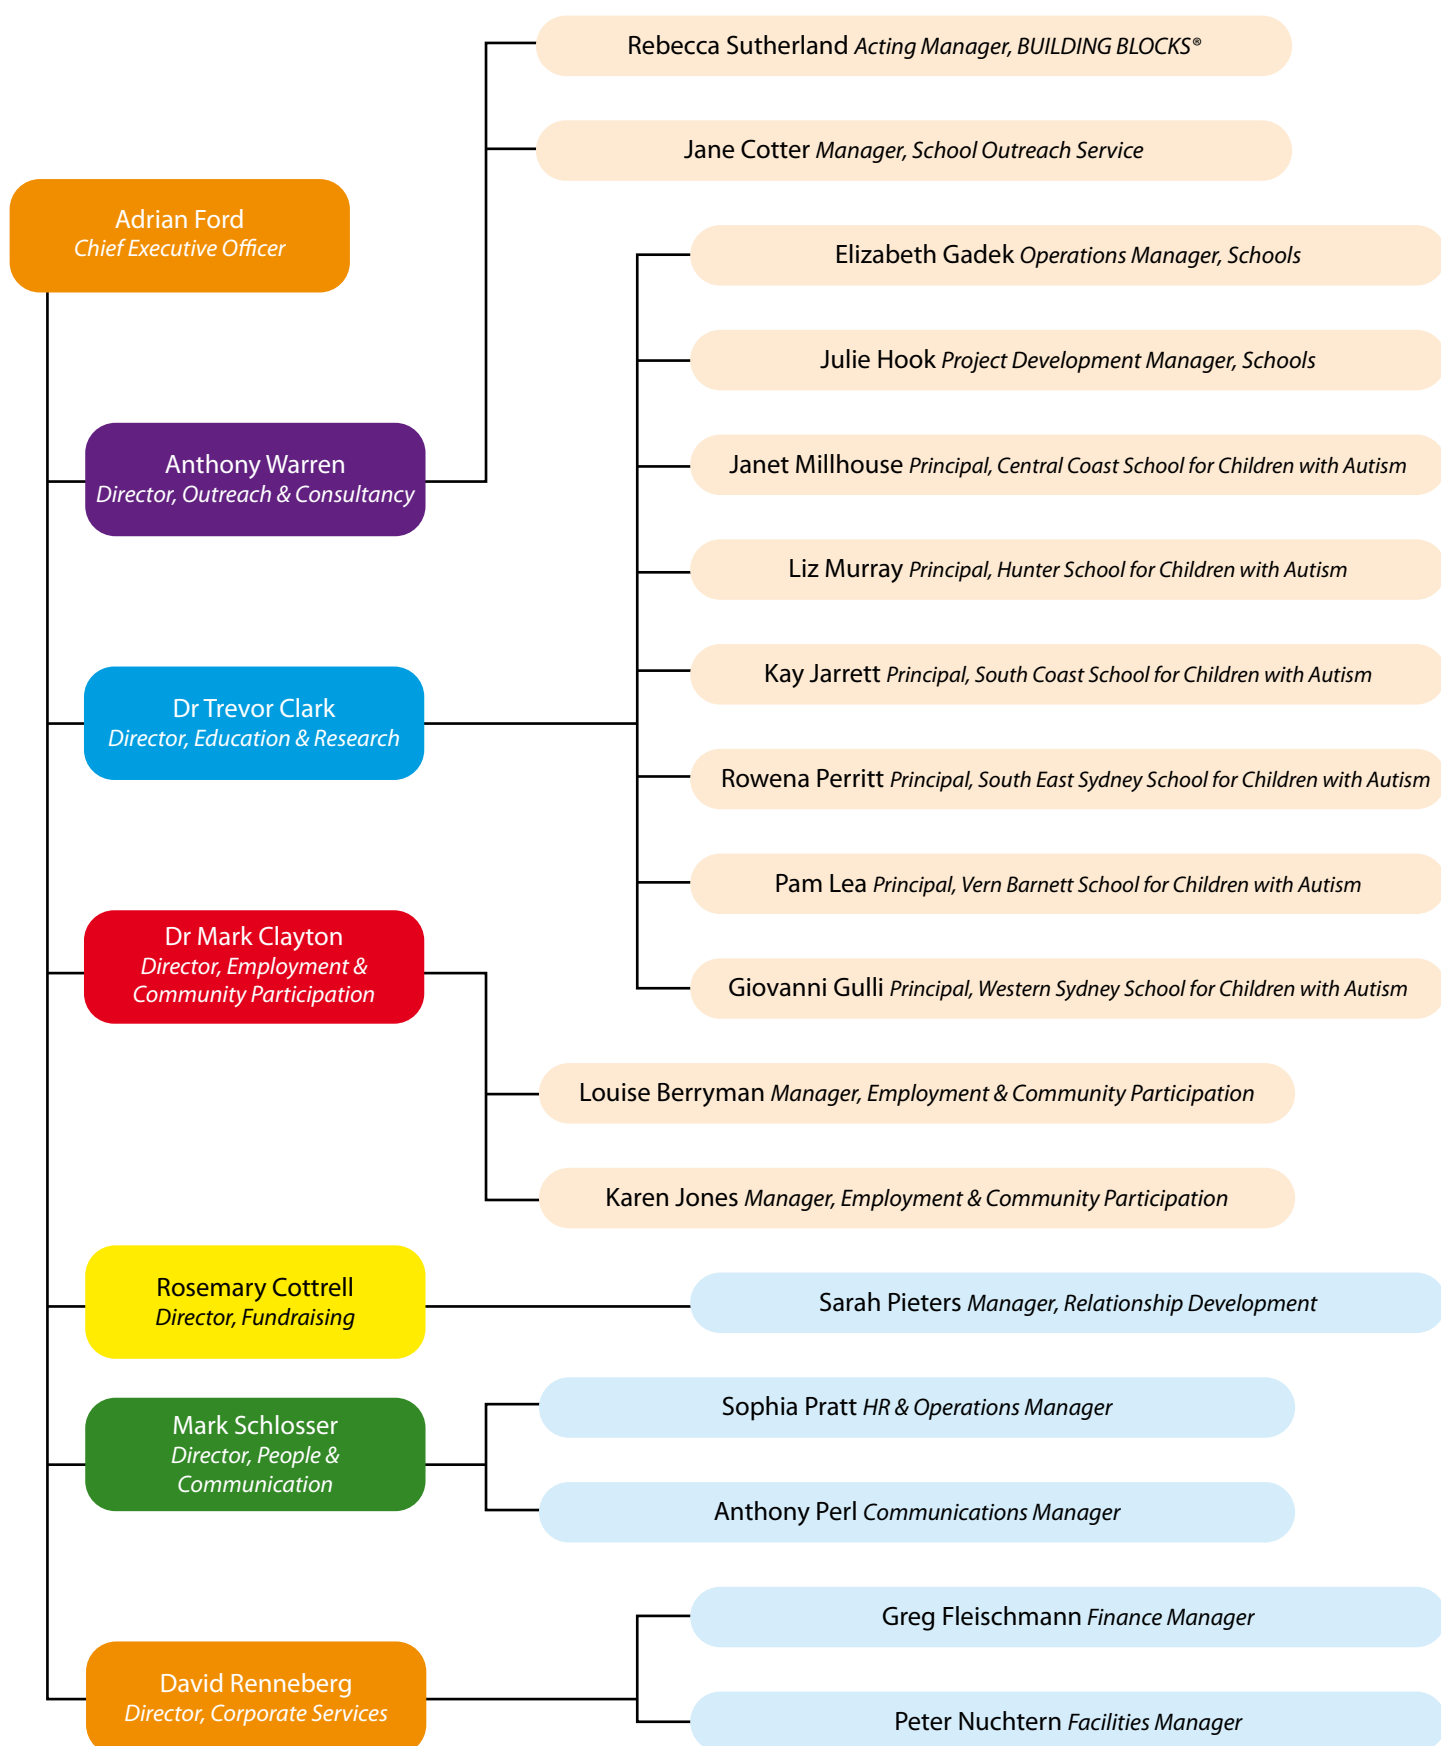 Rebecca Sutherland Acting Manager, BUILDING BLOCKS®
Jane Cotter Manager, School Outreach Service
Adrian Ford
Chief Executive Officer
Elizabeth Gadek Operations Manager, Schools
Julie Hook Project Development Manager, Schools
Anthony Warren
Director, Outreach & Consultancy
Janet Millhouse Principal, Central Coast School for Children with Autism
Liz Murray Principal, Hunter School for Children with Autism
Kay Jarrett Principal, South Coast School for Children with Autism
Dr Trevor Clark
Director, Education & Research
Rowena Perritt Principal, South East Sydney School for Children with Autism
Pam Lea Principal, Vern Barnett School for Children with Autism
Dr Mark Clayton
Director, Employment &
Community Participation
Giovanni Gulli Principal, Western Sydney School for Children with Autism
Louise Berryman Manager, Employment & Community Participation
Karen Jones Manager, Employment & Community Participation
Rosemary Cottrell
Director, Fundraising
Sarah Pieters Manager, Relationship Development
Mark Schlosser
Director, People &
Communication
Sophia Pratt HR & Operations Manager
Anthony Perl Communications Manager
Greg Fleischmann Finance Manager
David Renneberg
Director, Corporate Services
Peter Nuchtern Facilities Manager